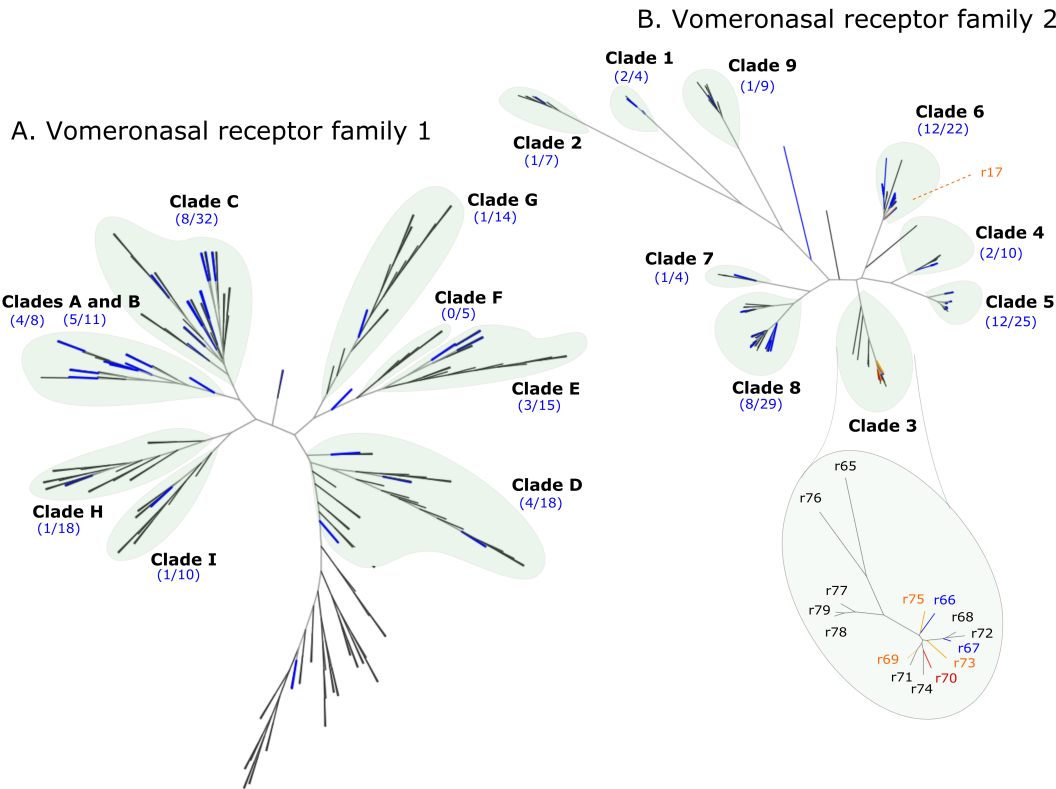 B. Vomeronasal receptor family 2
Clade 1
(2/4)
Clade 9
(1/9)
Clade 2
(1/7)
Clade 6
(12/22)
r17
Clade 4
(2/10)
Clade 7
(1/4)
Clade 5
(12/25)
Clade 8
(8/29)
Clade 3
r65
r76
r77
r79
r78
r75
r66
r68
r72
r67
r73
r69
r71
r74
r70
A. Vomeronasal receptor family 1
Clade C
(8/32)
Clade G
(1/14)
Clades A and B
(4/8) (5/11)
Clade F
(0/5)
Clade E
(3/15)
Clade D
(4/18)
Clade H
(1/18)
Clade I
(1/10)